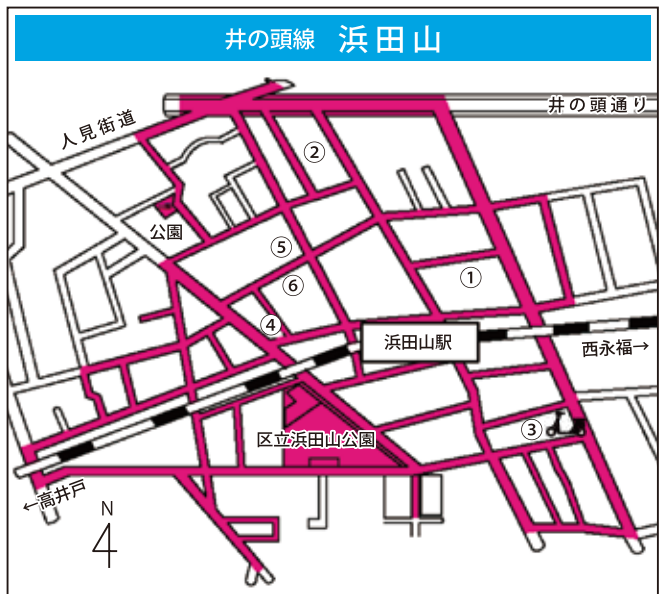 井の頭線 浜田山
井の頭通り
人見街道
②
公園
⑤
⑥
①
④
浜田山駅
西永福→
③
区立浜田山公園
←高井戸
N